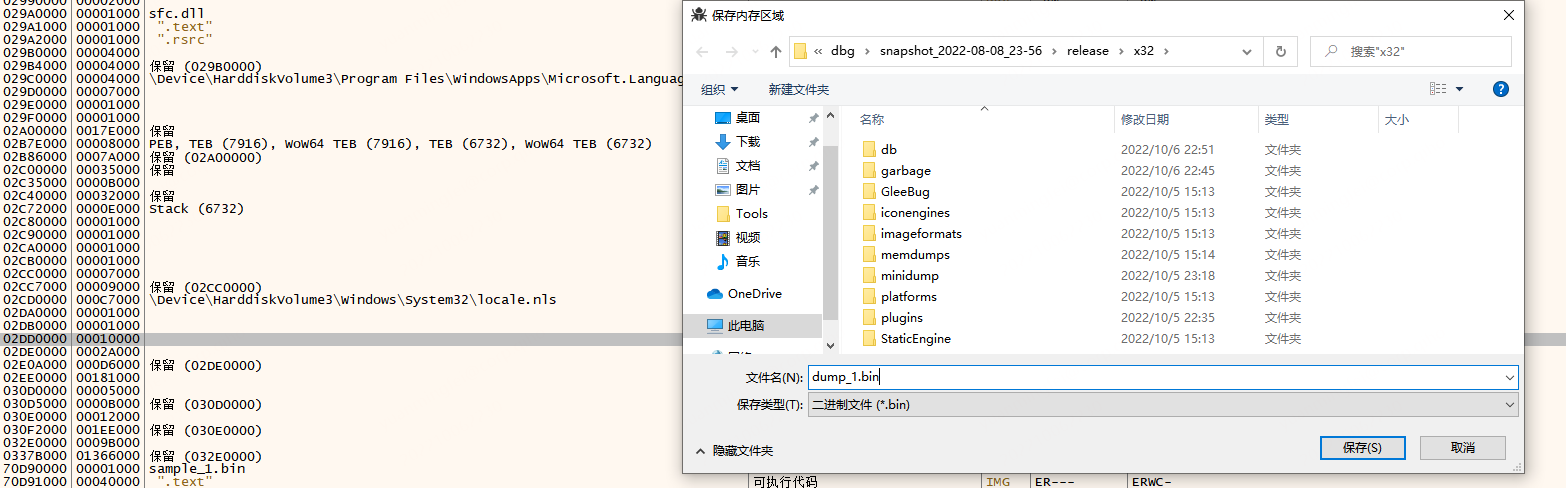 02990000 00002000
029A0000 00001000 sfc.dll
029A1000 00001000 ".text"
029A2000 00001000 ".rsrc"
029B0000 00004000
029B4000 00004000 保留 (029B0000)
029C0000 00004000 \Device\HarddiskVolume3\Program Files\WindowsApps\Microsoft.Languag
029D0000 00007000
029E0000 00001000
029F0000 00001000
02A00000 0017E000 保留
02B7E000 00008000 PEB, TEB (7916), WoW64 TEB (7916), TEB (6732), WoW64 TEB (6732)
02B86000 0007A000 保留 (02A00000)
02C00000 00035000 保留
02C35000 0000B000
02C40000 00032000 保留
02C72000 0000E000 Stack (6732)
02C80000 00001000
02C90000 00001000
02CA0000 00001000
02CB0000 00001000
02CC0000 00007000
02CC7000 00009000 保留 (02CC0000)
02CD0000 000C7000 \Device\HarddiskVolume3\Windows\System32\locale.nls
02DA0000 00001000
02DB0000 00001000
02DD0000 00010000
02DE0000 0002A000
02E0A000 000D6000 保留 (02DE0000)
02EE0000 00181000
030D0000 00005000
030D5000 0000B000 保留 (030D0000)
030E0000 00012000
030F2000 001EE000 保留 (030E0000)
032E0000 0009B000
0337B000 01366000 保留 (032E0000)
70D90000 00001000 sample_1.bin
70D91000 00040000 ".text" 可执行代码 IMG ER--- ERWC-
保存内存区域
« dbg › snapshot_2022-08-08_23-56 › release › x32 ›
搜索"x32"
组织 新建文件夹
桌面
下载
文档
图片
Tools
视频
音乐
OneDrive
此电脑
网络
名称 修改日期 类型 大小
db 2022/10/6 22:51 文件夹
garbage 2022/10/6 22:45 文件夹
GleeBug 2022/10/5 15:13 文件夹
iconengines 2022/10/5 15:13 文件夹
imageformats 2022/10/5 15:13 文件夹
memdumps 2022/10/5 15:14 文件夹
minidump 2022/10/5 23:18 文件夹
platforms 2022/10/5 15:13 文件夹
plugins 2022/10/5 22:35 文件夹
StaticEngine 2022/10/5 15:13 文件夹
文件名(N): dump_1.bin
保存类型(T): 二进制文件 (*.bin)
隐藏文件夹
保存(S) 取消